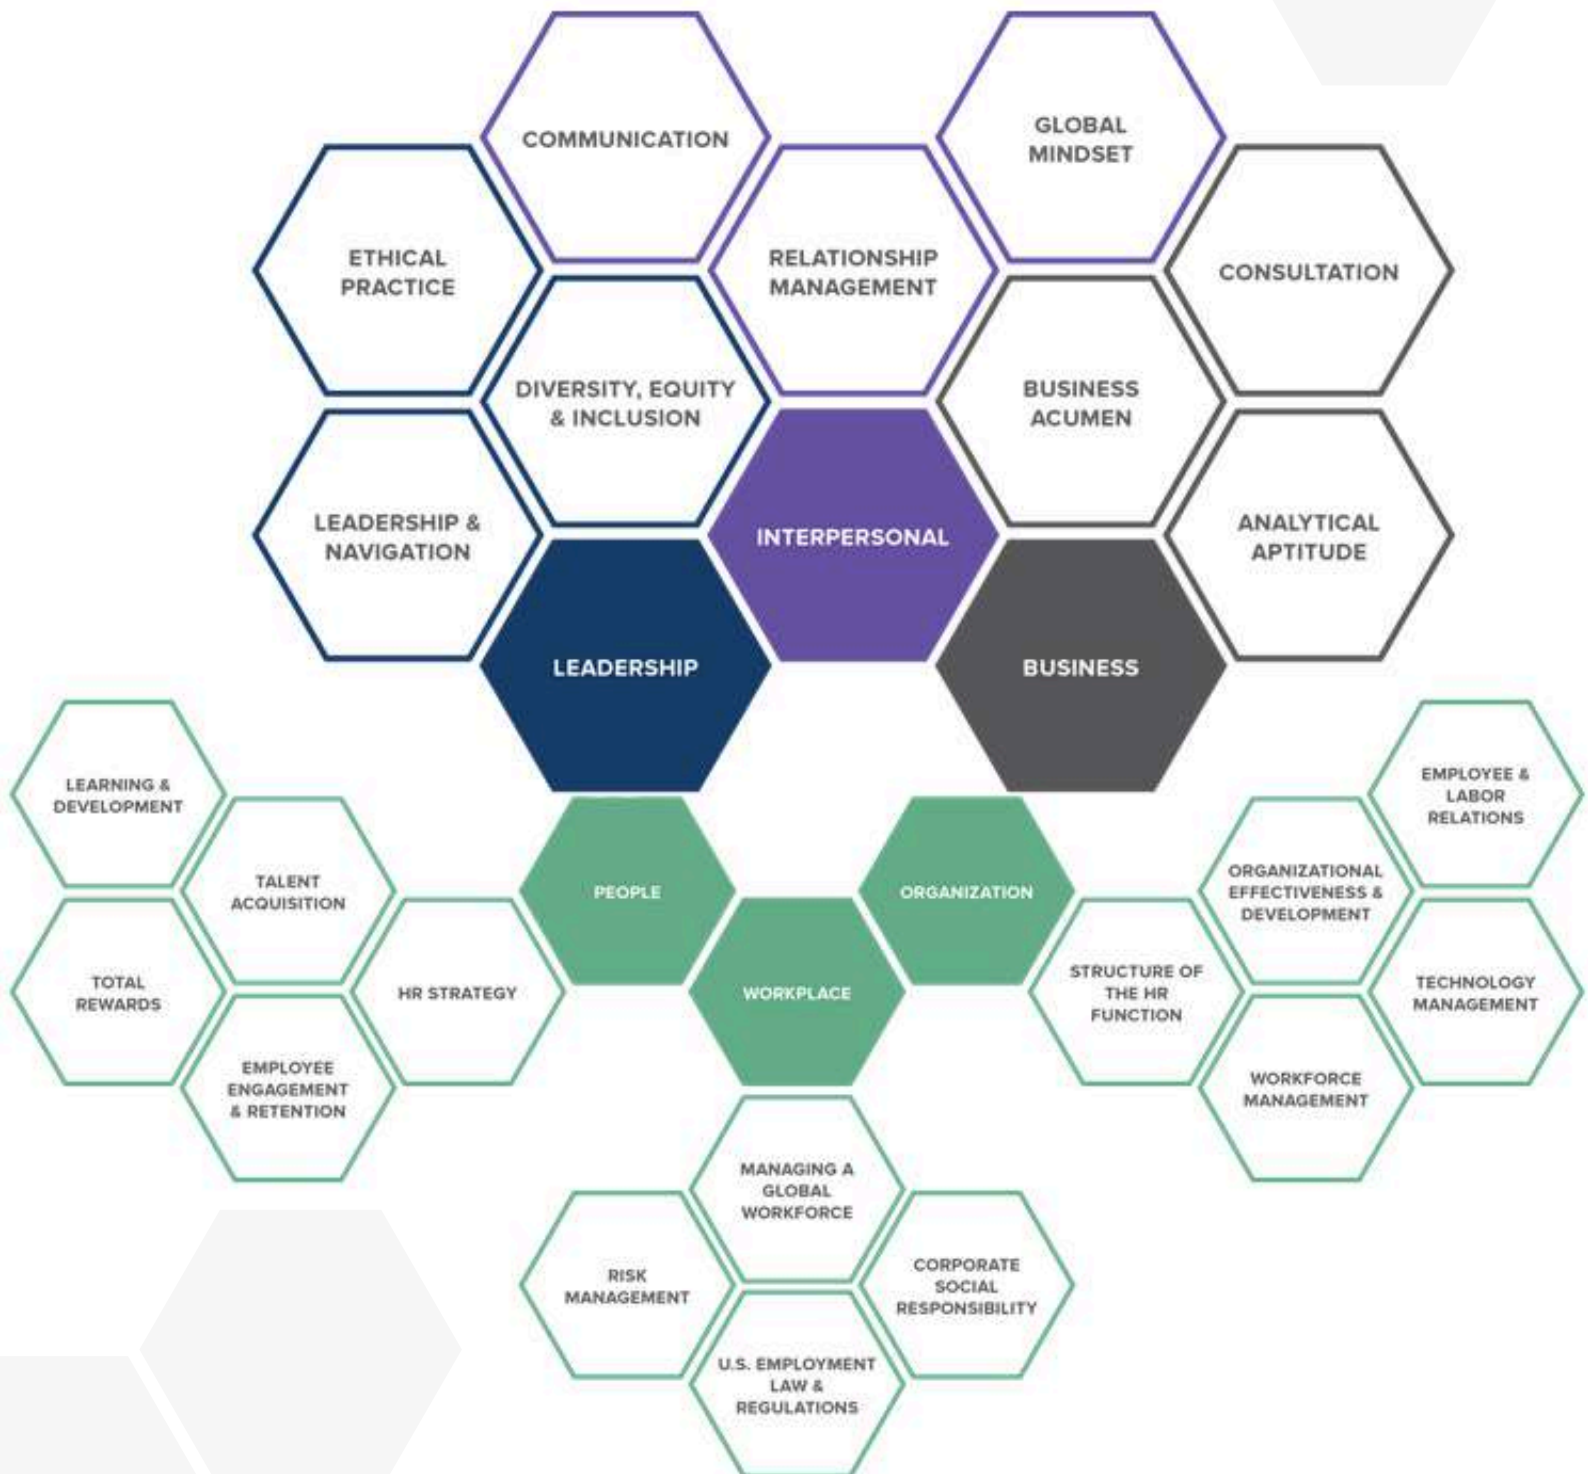 COMMUNICATION
GLOBAL
MINDSET
ETHICAL
PRACTICE
RELATIONSHIP
MANAGEMENT
CONSULTATION
DIVERSITY, EQUITY
& INCLUSION
BUSINESS
ACUMEN
LEADERSHIP &
NAVIGATION
INTERPERSONAL
ANALYTICAL
APTITUDE
LEADERSHIP
BUSINESS
LEARNING &
DEVELOPMENT
TALENT
ACQUISITION
TOTAL
REWARDS
HR STRATEGY
EMPLOYEE
ENGAGEMENT
& RETENTION
PEOPLE
WORKPLACE
ORGANIZATION
EMPLOYEE &
LABOR
RELATIONS
ORGANIZATIONAL
EFFECTIVENESS &
DEVELOPMENT
STRUCTURE OF
THE HR
FUNCTION
TECHNOLOGY
MANAGEMENT
WORKFORCE
MANAGEMENT
MANAGING A
GLOBAL
WORKFORCE
RISK
MANAGEMENT
CORPORATE
SOCIAL
RESPONSIBILITY
U.S. EMPLOYMENT
LAW &
REGULATIONS